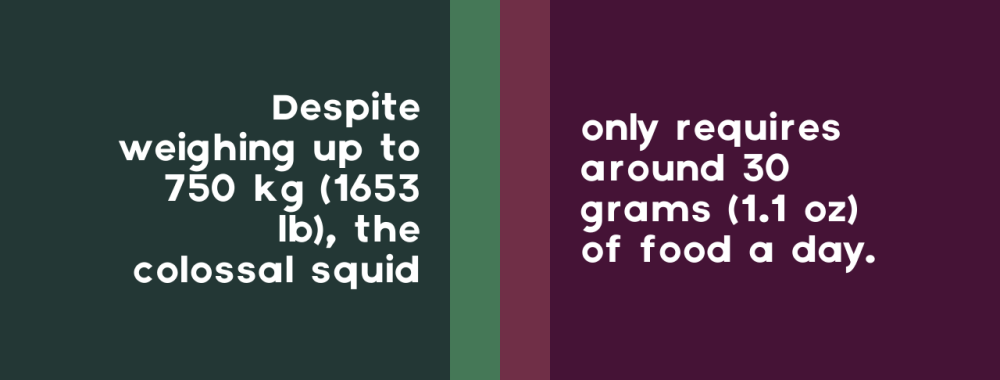 Despite
weighing up to
750 kg (1653
lb), the
colossal squid
only requires
around 30
grams (1.1 oz)
of food a day.